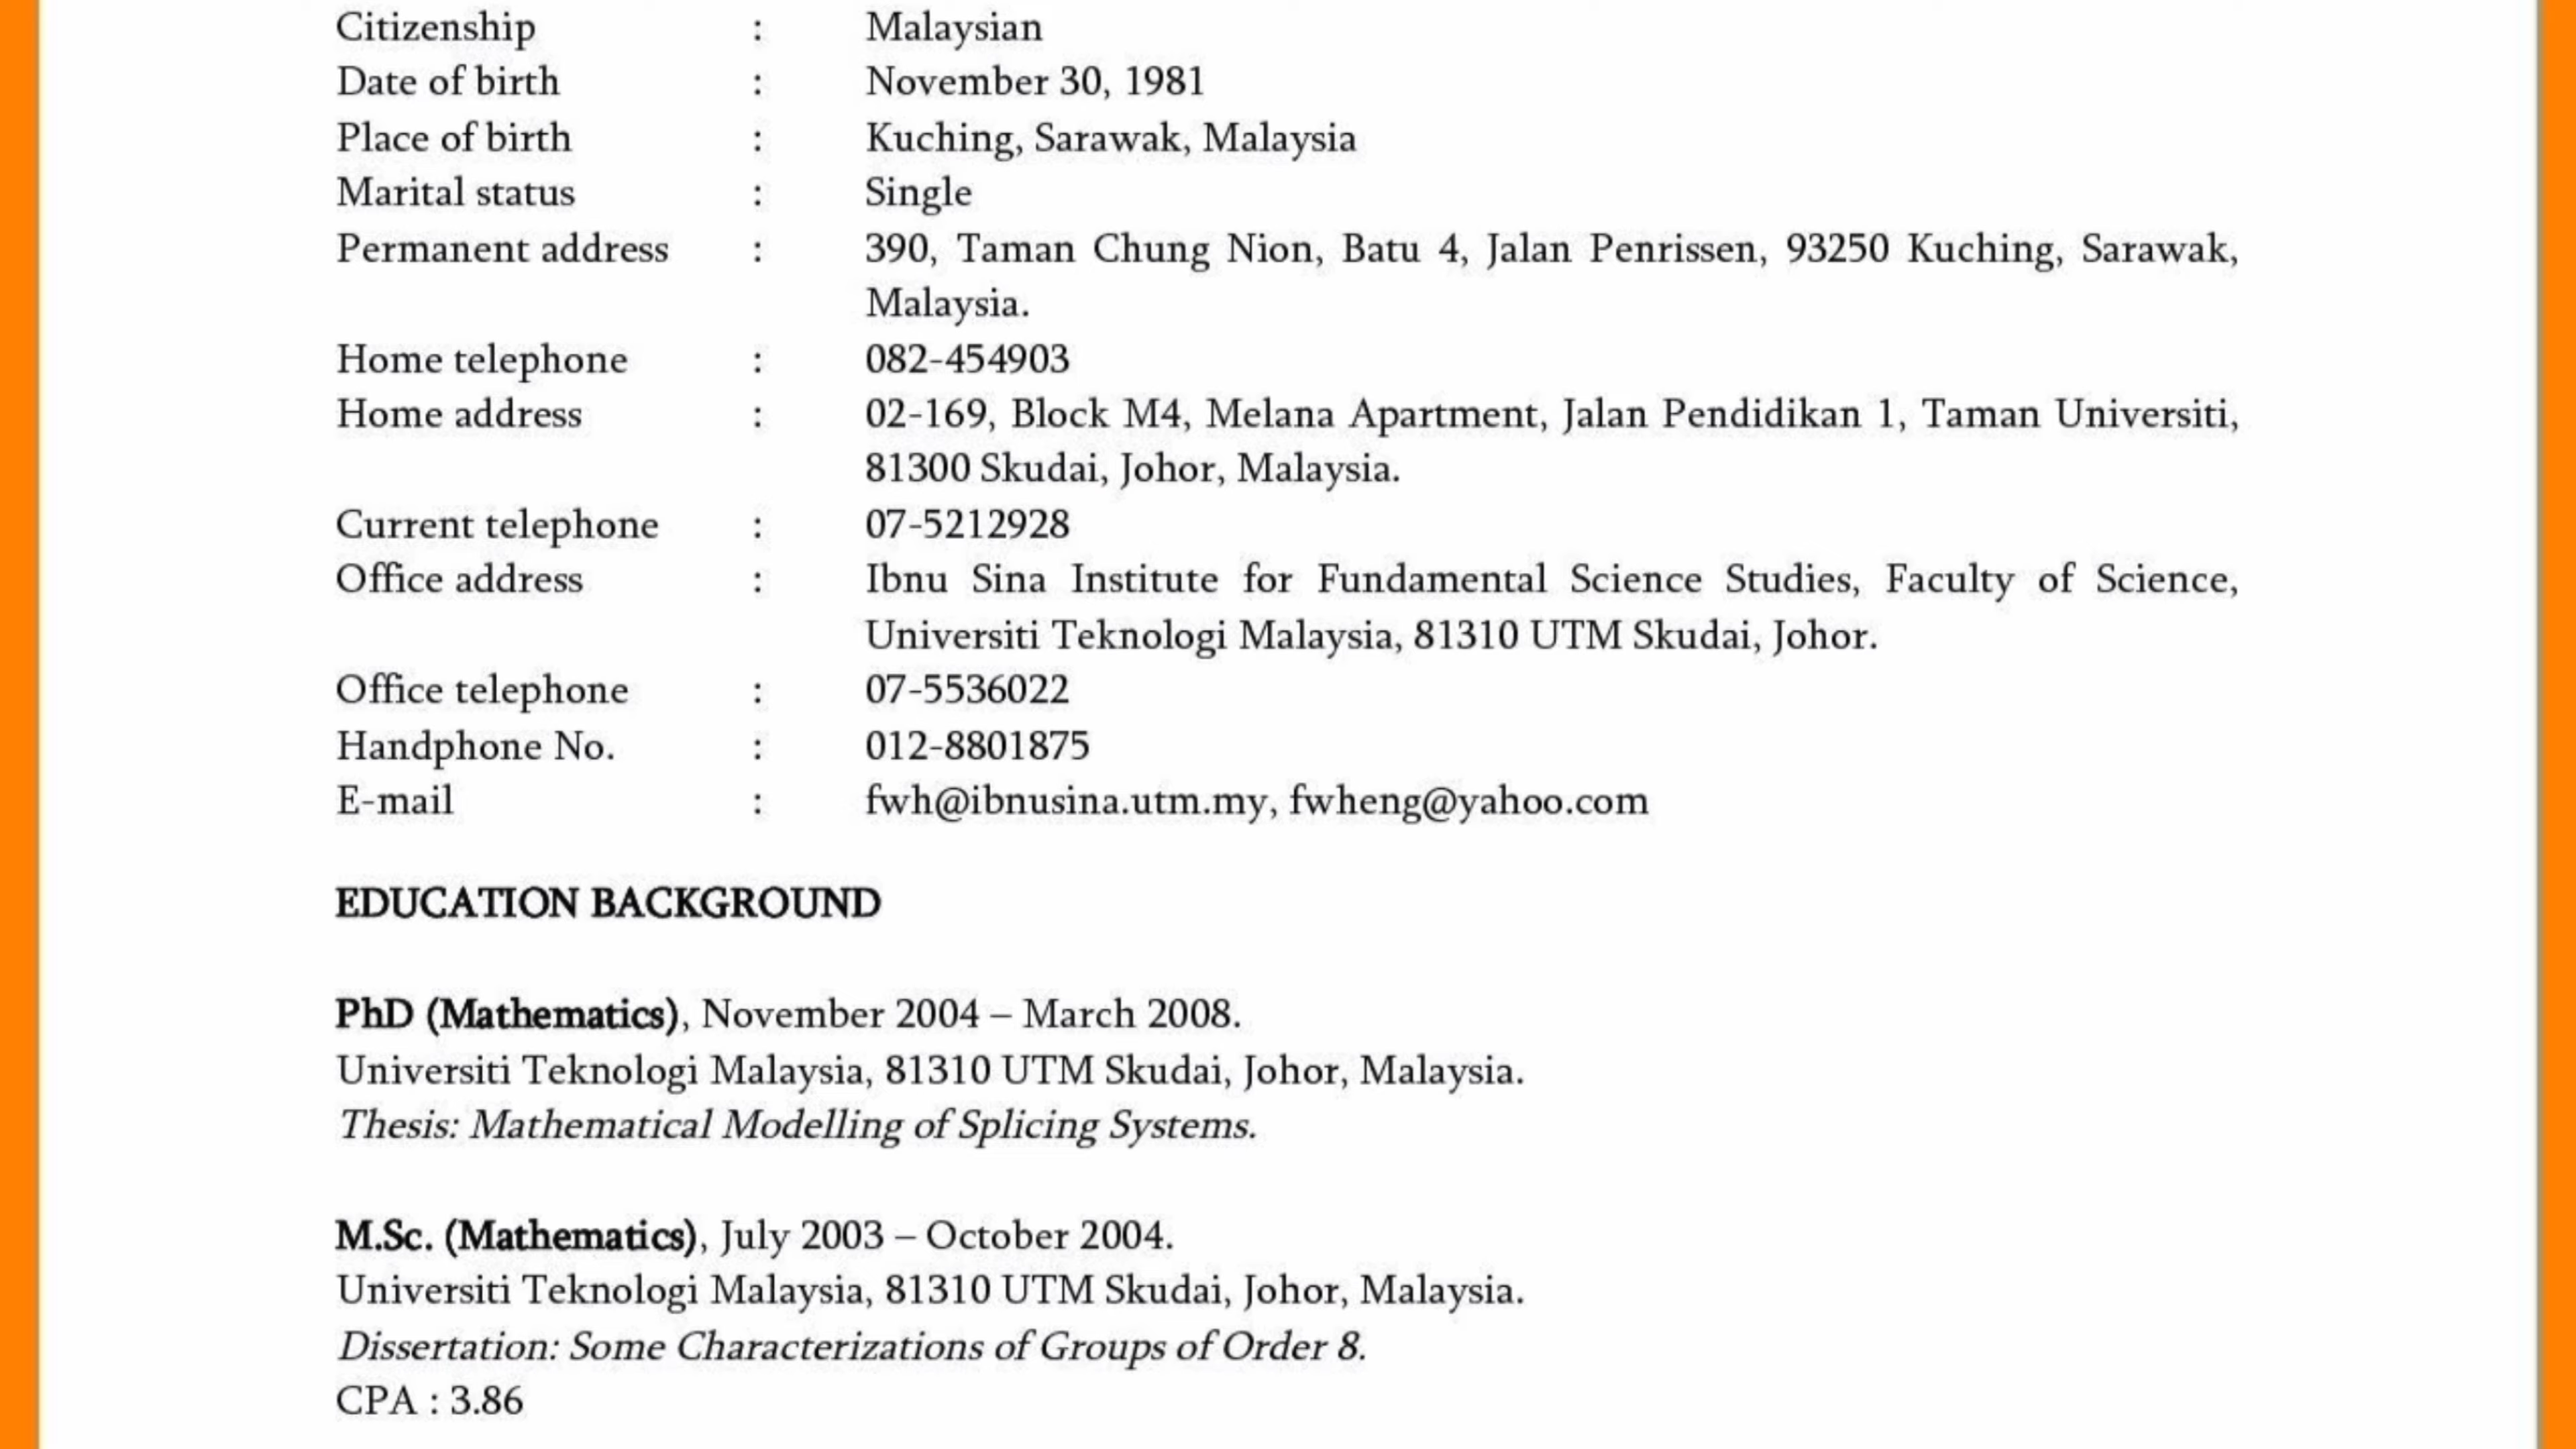 Citizenship : Malaysian
Date of birth : November 30, 1981
Place of birth : Kuching, Sarawak, Malaysia
Marital status : Single
Permanent address : 390, Taman Chung Nion, Batu 4, Jalan Penrissen, 93250 Kuching, Sarawak,
Malaysia.
Home telephone : 082-454903
Home address : 02-169, Block M4, Melana Apartment, Jalan Pendidikan 1, Taman Universiti,
81300 Skudai, Johor, Malaysia.
Current telephone : 07-5212928
Office address : Ibnu Sina Institute for Fundamental Science Studies, Faculty of Science,
Universiti Teknologi Malaysia, 81310 UTM Skudai, Johor.
Office telephone : 07-5536022
Handphone No. : 012-8801875
E-mail : fwh@ibnusina.utm.my, fwheng@yahoo.com
EDUCATION BACKGROUND
PhD (Mathematics), November 2004 – March 2008.
Universiti Teknologi Malaysia, 81310 UTM Skudai, Johor, Malaysia.
Thesis: Mathematical Modelling of Splicing Systems.
M.Sc. (Mathematics), July 2003 – October 2004.
Universiti Teknologi Malaysia, 81310 UTM Skudai, Johor, Malaysia.
Dissertation: Some Characterizations of Groups of Order 8.
CPA : 3.86